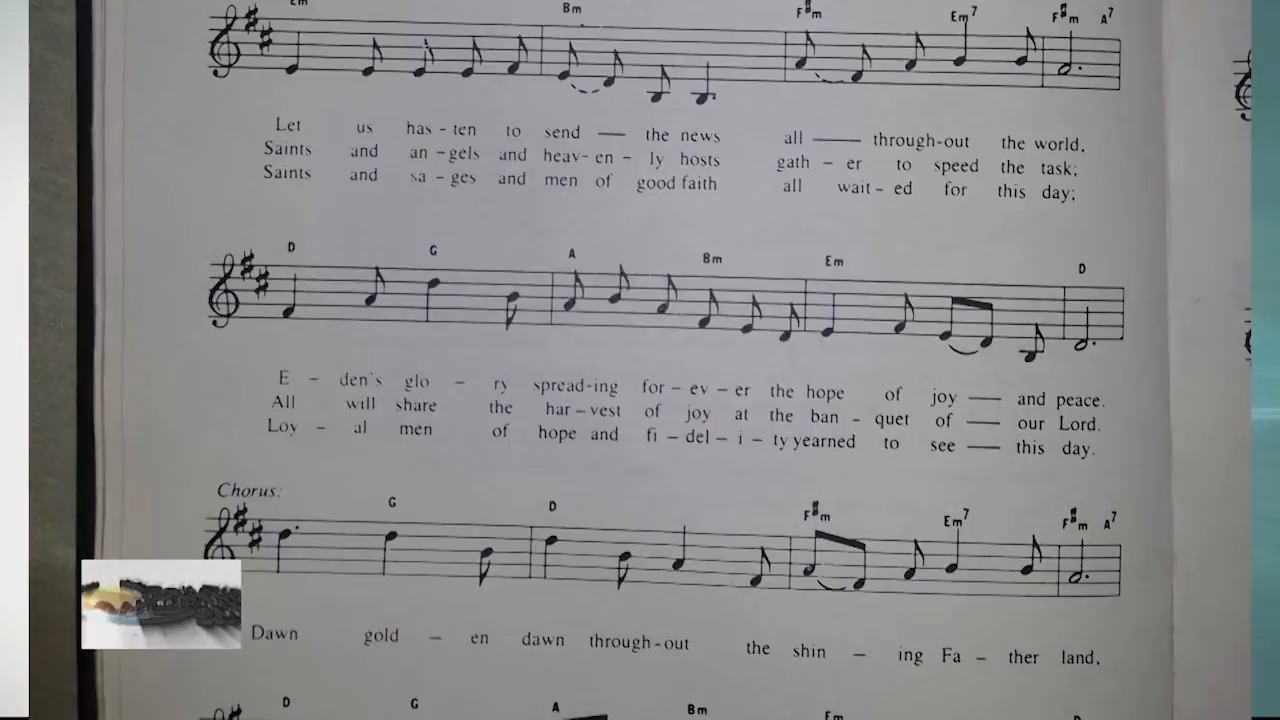 Em Bm F#m Em7 F#m A7
Let us has - ten to send — the news all — through-out the world,
Saints and an - gels and heav - en - ly hosts gath - er to speed the task;
Saints and sa - ges and men of good faith all wait - ed for this day;
D G A Bm Em D
E - den's glo - ry spread-ing for - ev - er the hope of joy — and peace.
All will share the har - vest of joy at the ban - quet of — our Lord.
Loy - al men of hope and fi - del - i - ty yearned to see — this day.
Chorus:
G D F#m Em7 F#m A7
Dawn gold - en dawn through-out the shin - ing Fa - ther land,
D G A Bm Em D